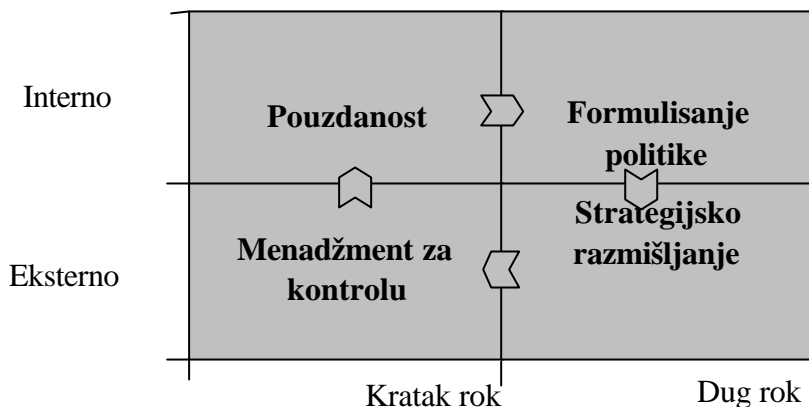 Interno
Pouzdanost
Formulisanje
politike
Eksterno
Menadžment za
kontrolu
Strategijsko
razmišljanje
Kratak rok
Dug rok